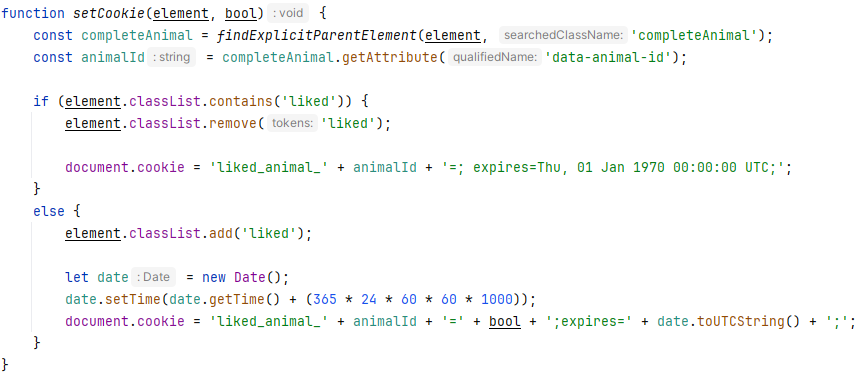 function setCookie(element, bool) : void {
    const completeAnimal = findExplicitParentElement(element, searchedClassName: 'completeAnimal');
    const animalId : string = completeAnimal.getAttribute( qualifiedName: 'data-animal-id');

    if (element.classList.contains('liked')) {
        element.classList.remove( tokens: 'liked');

        document.cookie = 'liked_animal_' + animalId + '=; expires=Thu, 01 Jan 1970 00:00:00 UTC;';
    }
    else {
        element.classList.add('liked');

        let date : Date = new Date();
        date.setTime(date.getTime() + (365 * 24 * 60 * 60 * 1000));
        document.cookie = 'liked_animal_' + animalId + '=' + bool + ';expires=' + date.toUTCString() + ';';
    }
}